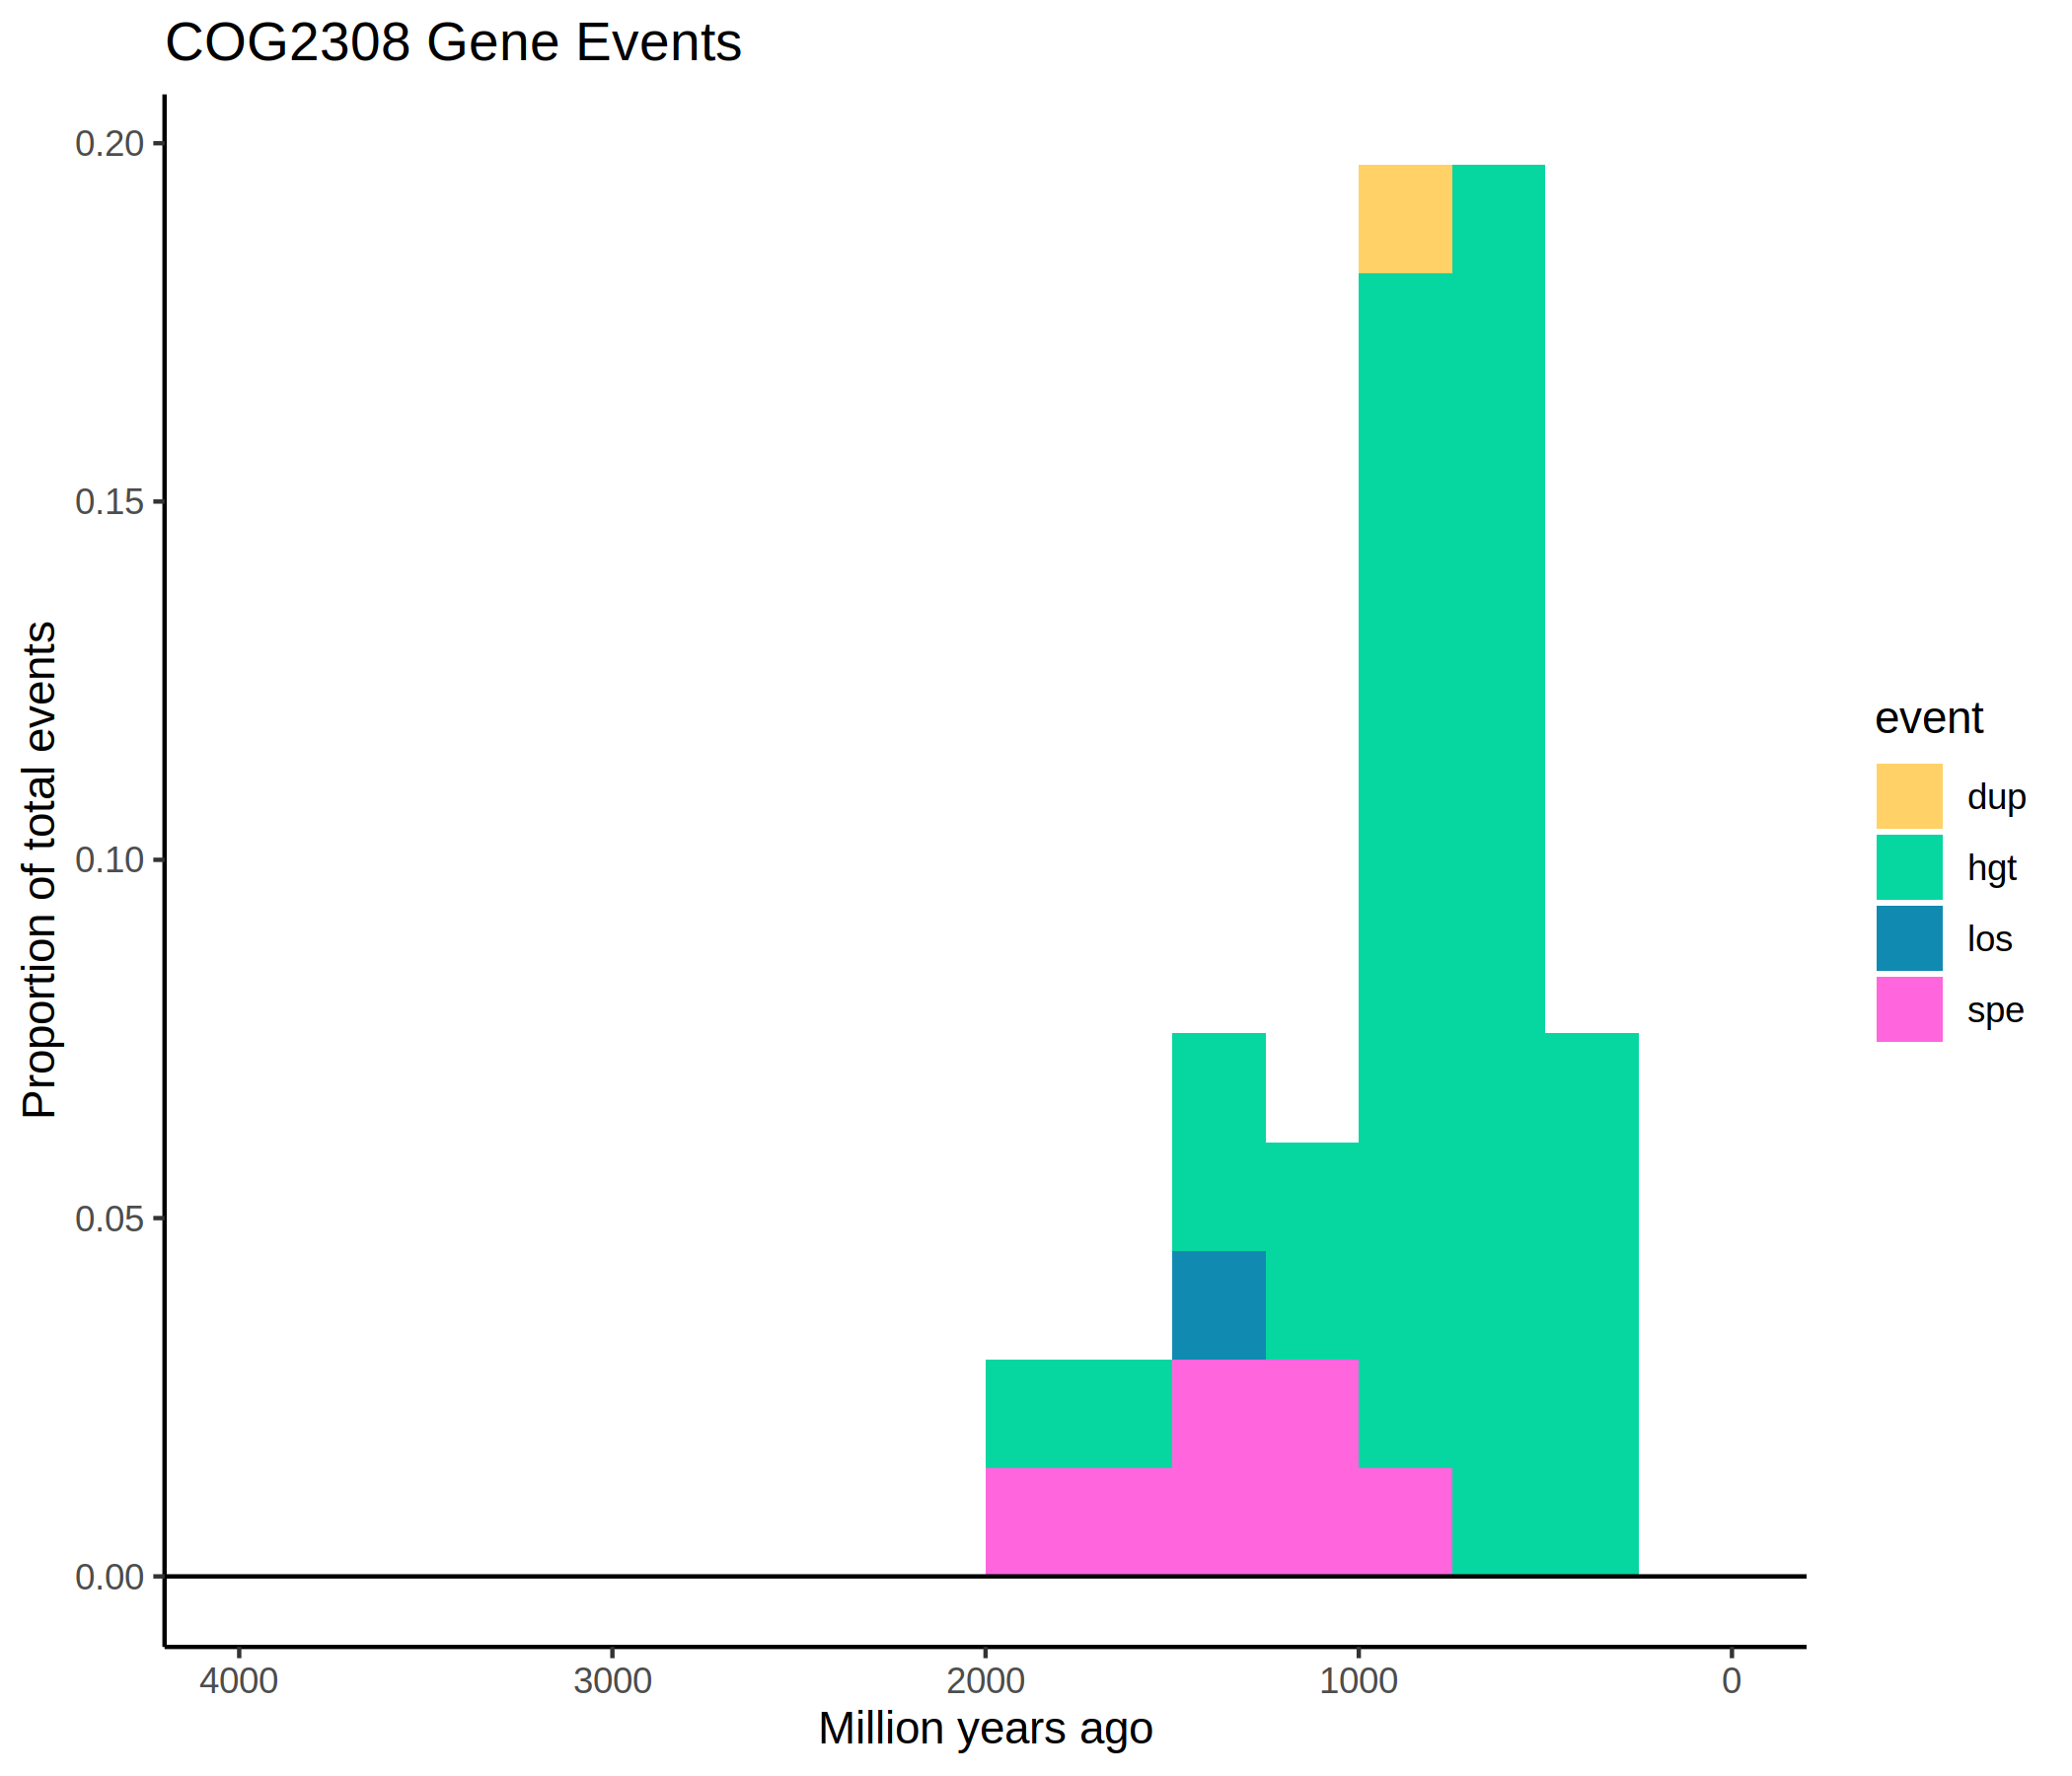 COG2308 Gene Events
Proportion of total events
0.20
0.15
0.10
0.05
0.00
4000 3000 2000 1000 0
Million years ago
event
dup
hgt
los
spe